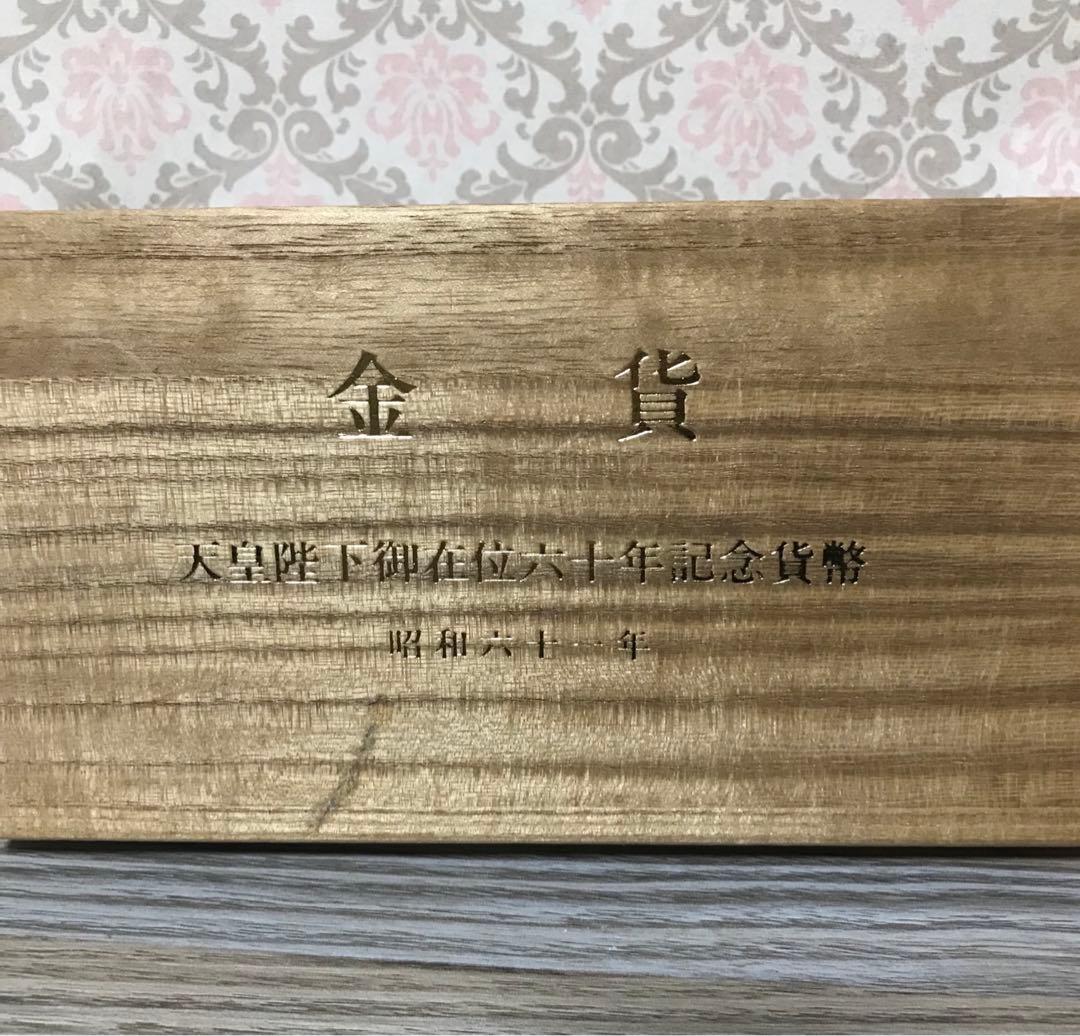 金貨
天皇陛下御在位六十年記念貨幣
昭和六十一年